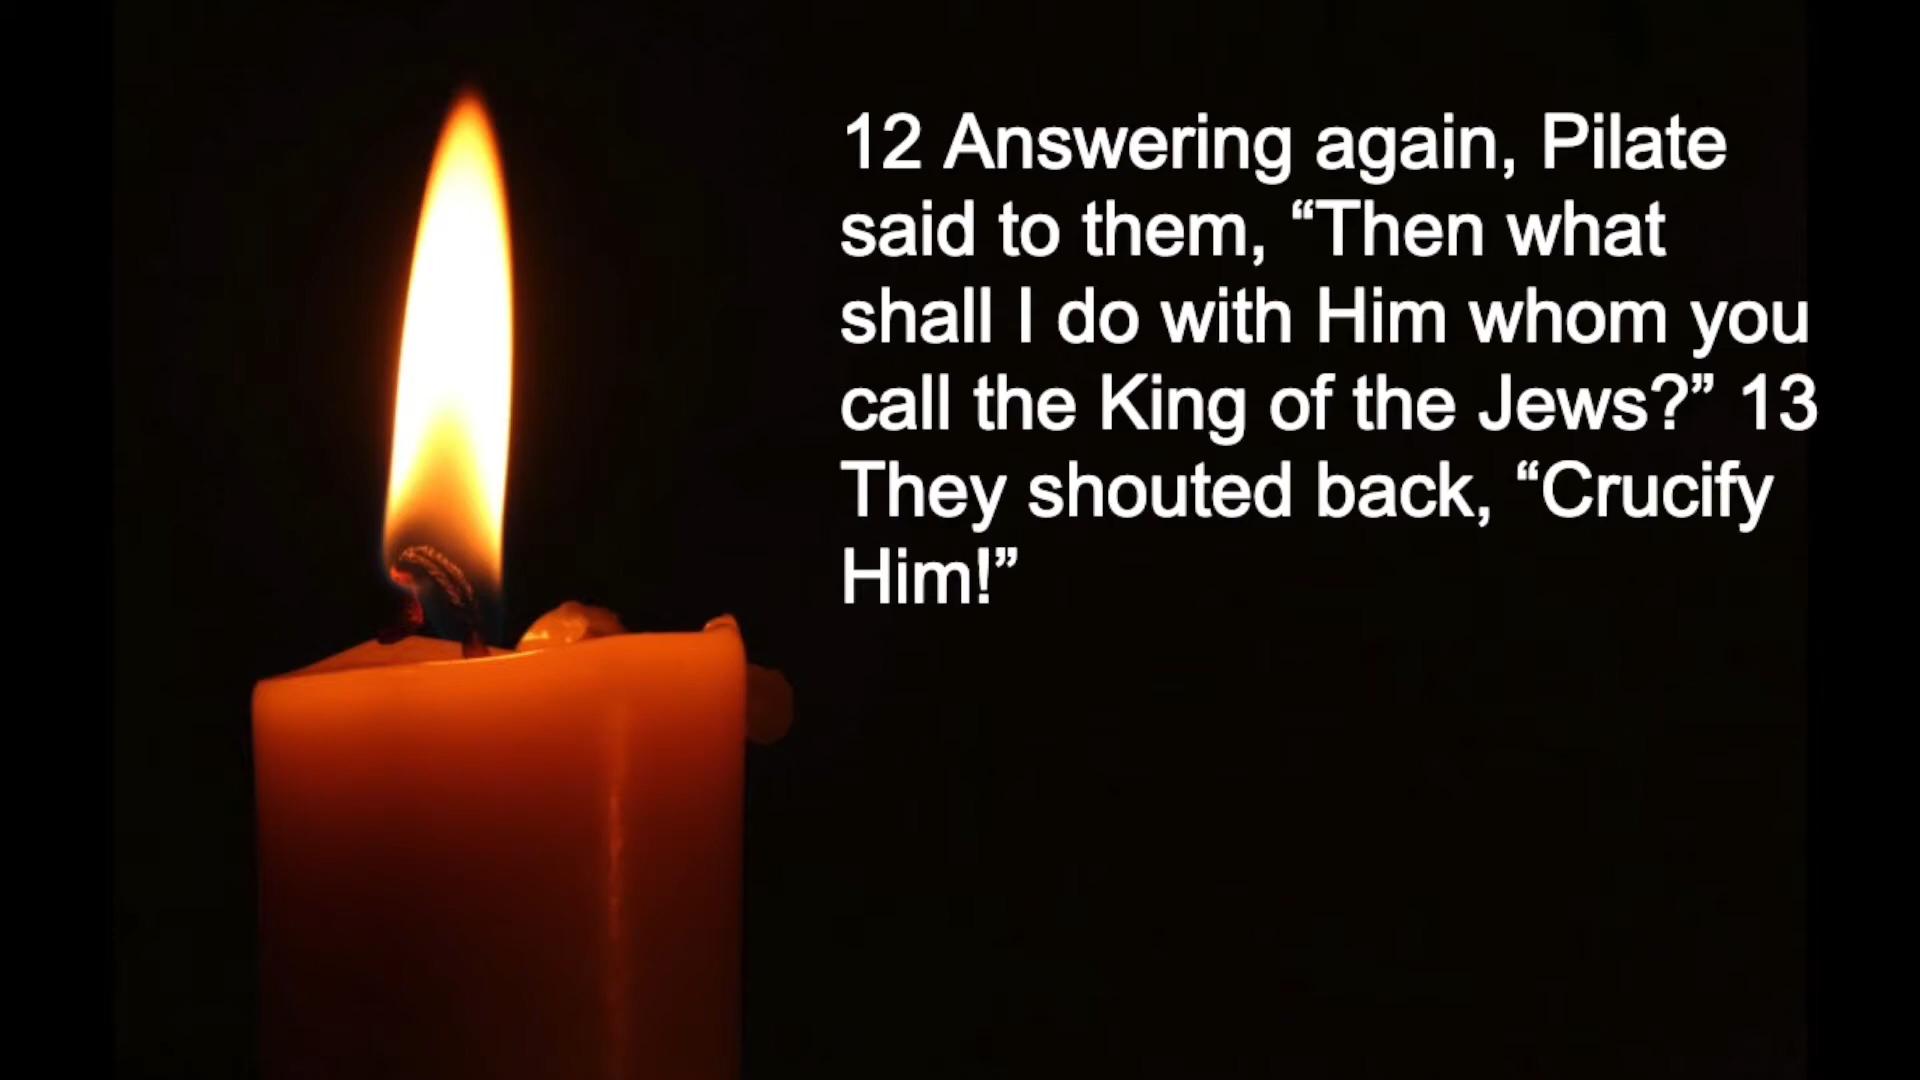 12 Answering again, Pilate
said to them, “Then what
shall I do with Him whom you
call the King of the Jews?” 13
They shouted back, “Crucify
Him!”